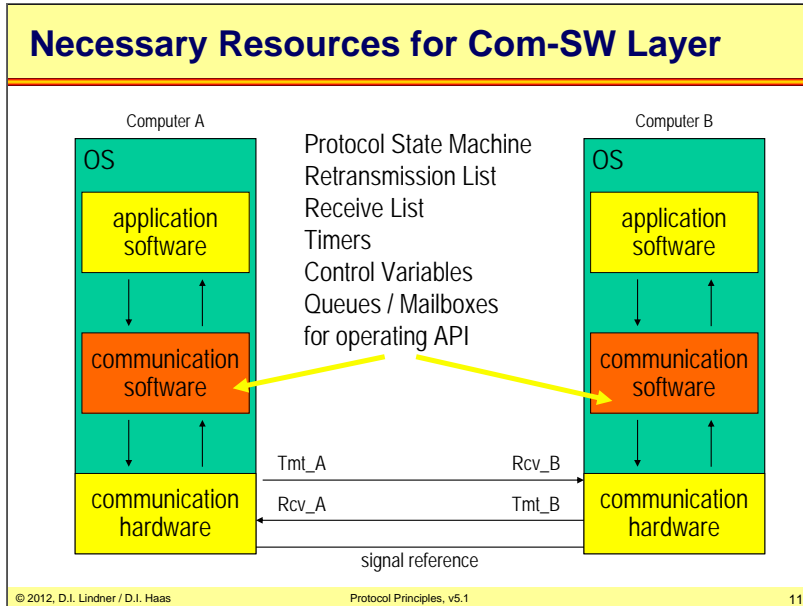 Necessary Resources for Com-SW Layer
Computer A
OS
application
software
communication
software
communication
hardware
Protocol State Machine
Retransmission List
Receive List
Timers
Control Variables
Queues / Mailboxes
for operating API
Tmt_A
Rcv_B
Rcv_A
Tmt_B
signal reference
Computer B
OS
application
software
communication
software
communication
hardware
© 2012, D.I. Lindner / D.I. Haas
Protocol Principles, v5.1
11